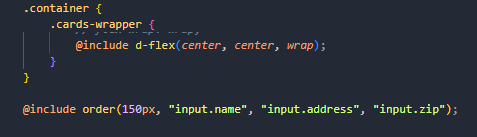 .container {
.cards-wrapper {
@include d-flex(center, center, wrap);
}
}
@include order(150px, "input.name", "input.address", "input.zip");